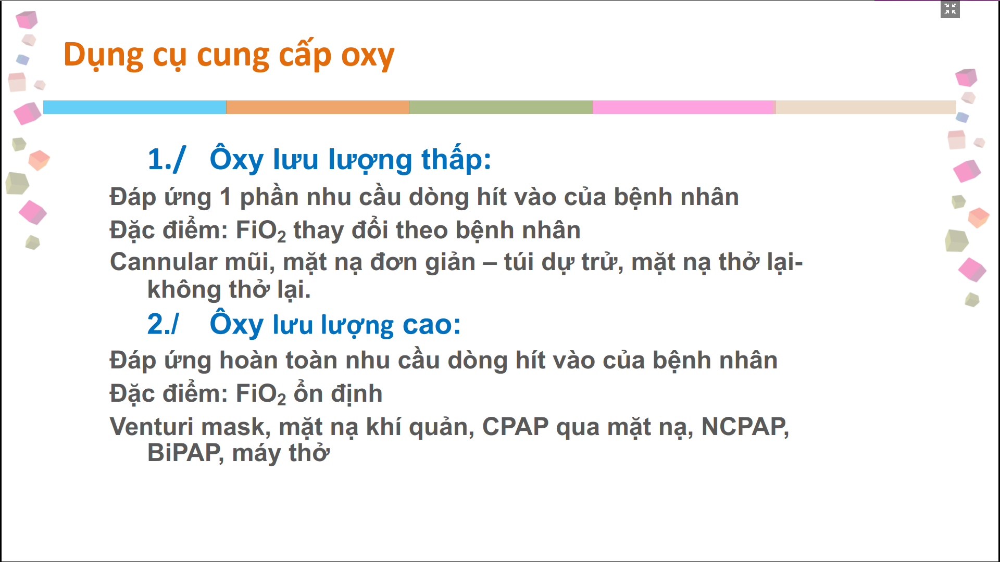 Dụng cụ cung cấp oxy
1./ Ôxy lưu lượng thấp:
Đáp ứng 1 phần nhu cầu dòng hít vào của bệnh nhân
Đặc điểm: FiO₂ thay đổi theo bệnh nhân
Cannular mũi, mặt nạ đơn giản – túi dự trử, mặt nạ thở lại-
không thở lại.
2./ Ôxy lưu lượng cao:
Đáp ứng hoàn toàn nhu cầu dòng hít vào của bệnh nhân
Đặc điểm: FiO₂ ổn định
Venturi mask, mặt nạ khí quản, CPAP qua mặt nạ, NCPAP,
BiPAP, máy thở